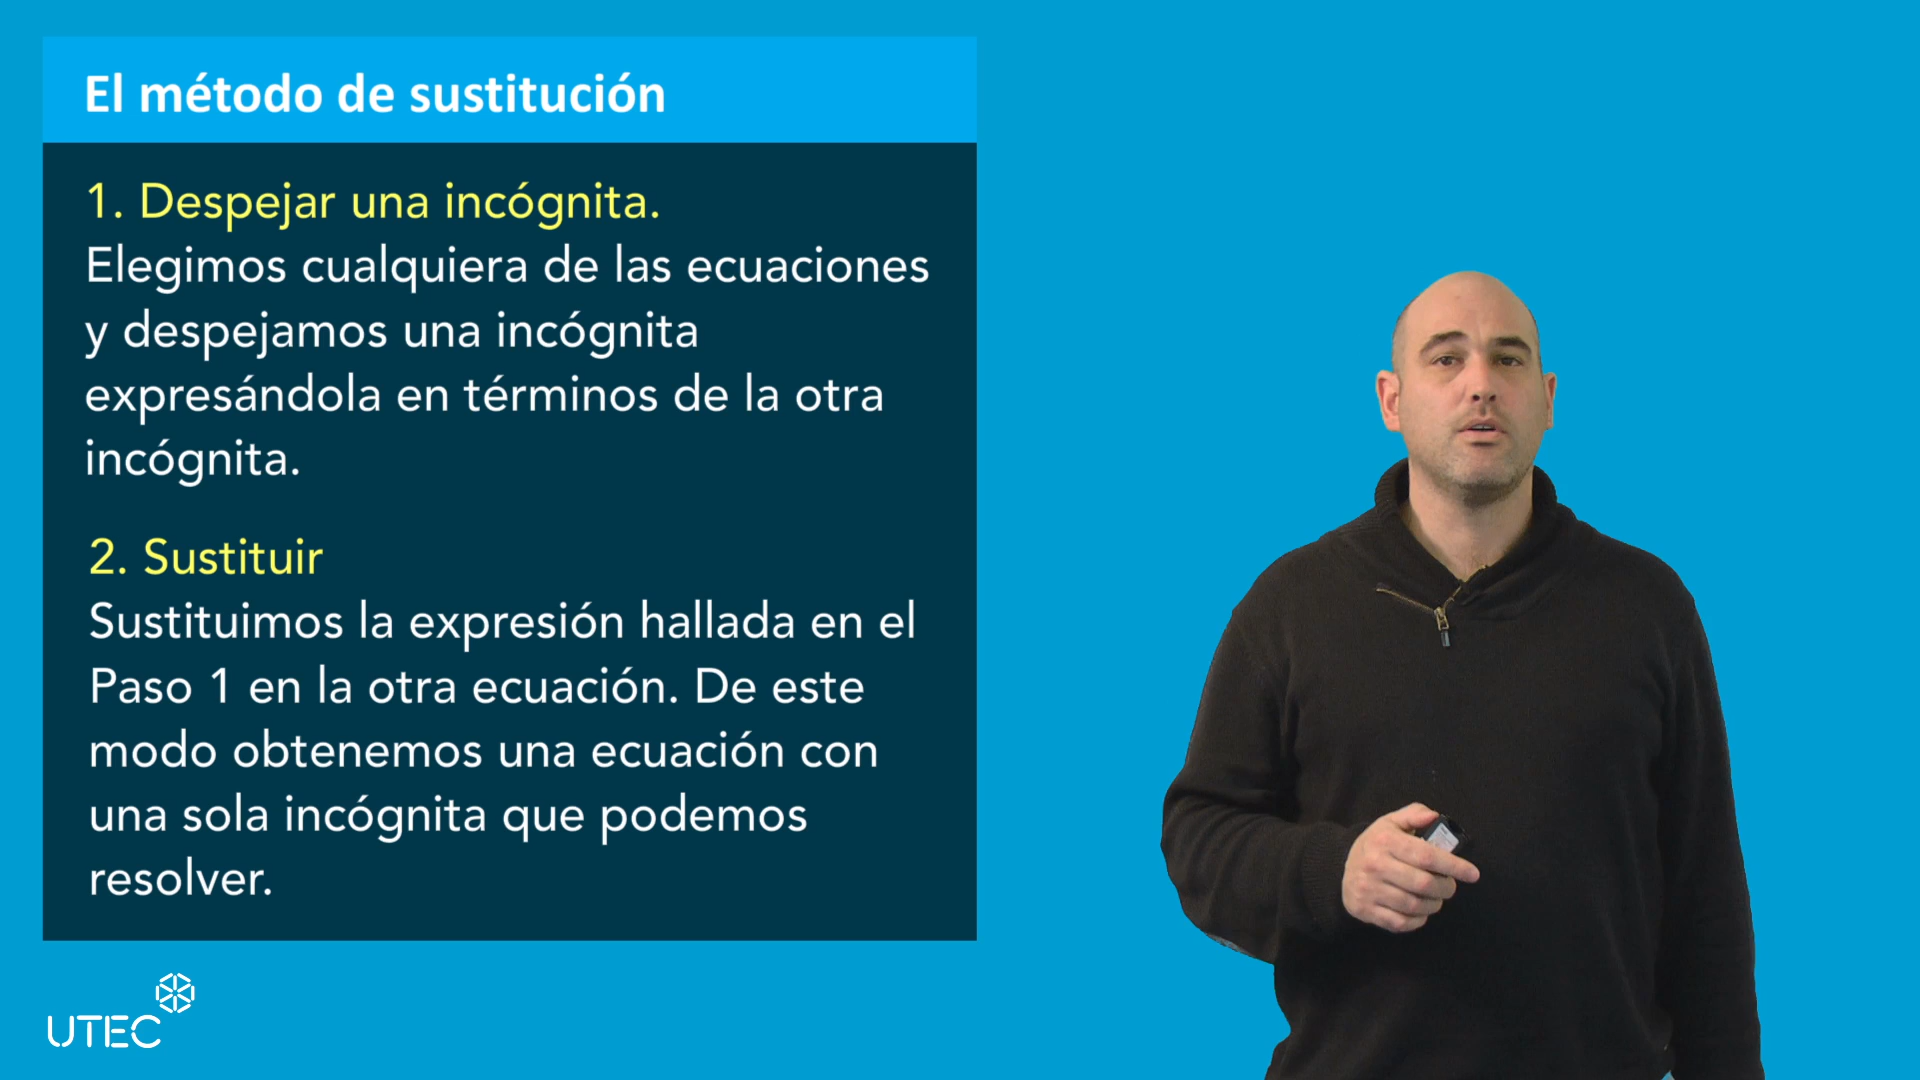 El método de sustitución
1. Despejar una incógnita.
Elegimos cualquiera de las ecuaciones
y despejamos una incógnita
expresándola en términos de la otra
incógnita.
2. Sustituir
Sustituimos la expresión hallada en el
Paso 1 en la otra ecuación. De este
modo obtenemos una ecuación con
una sola incógnita que podemos
resolver.
UTEC